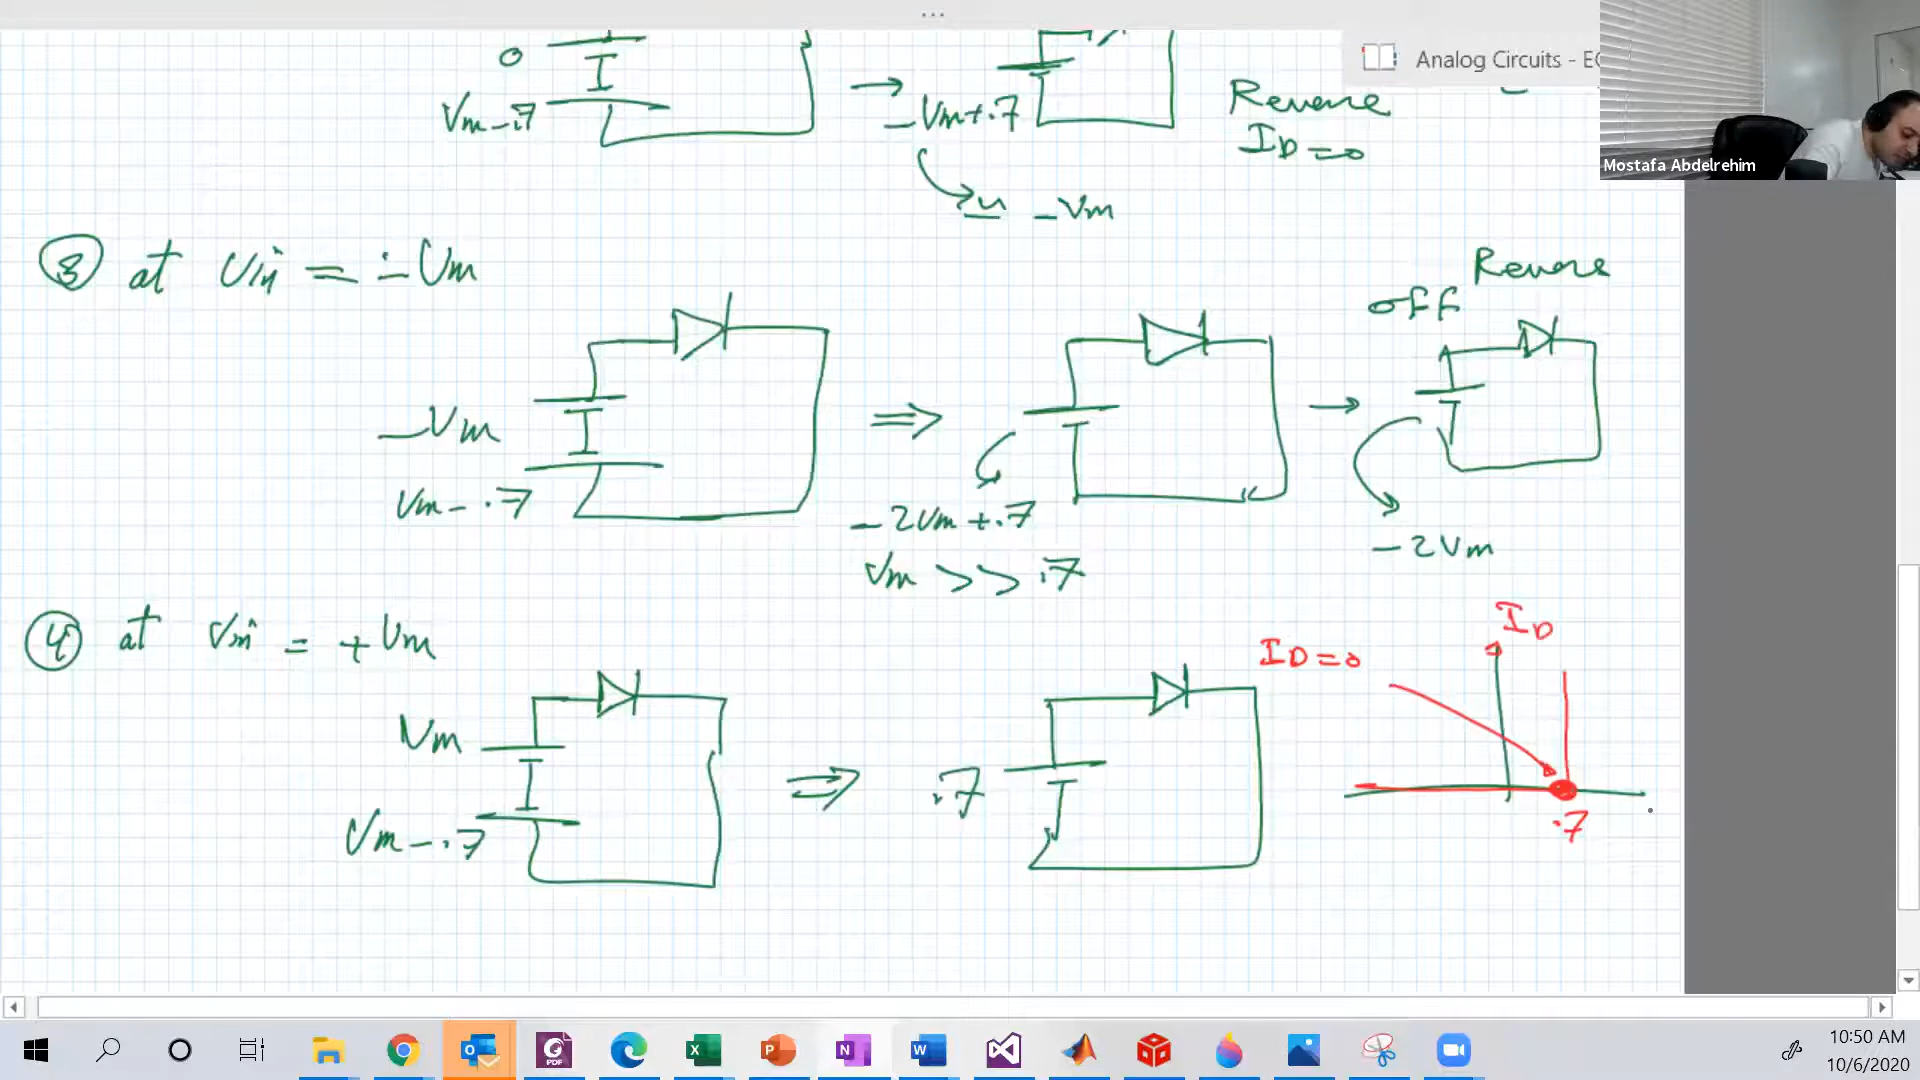 Analog Circuits - E
0
Vm-.7
→ -Vm+.7
Reverse
ID=0
≈ -Vm
Mostafa Abdelrehim
③ at Vin = -Vm
Reverse
off
-Vm
Vm-.7
⇒
-2Vm+.7
Vm >> .7
→
-2Vm
④ at Vin = +Vm
Vm
Vm-.7
⇒ .7
ID=0
ID
.7
10:50 AM
10/6/2020